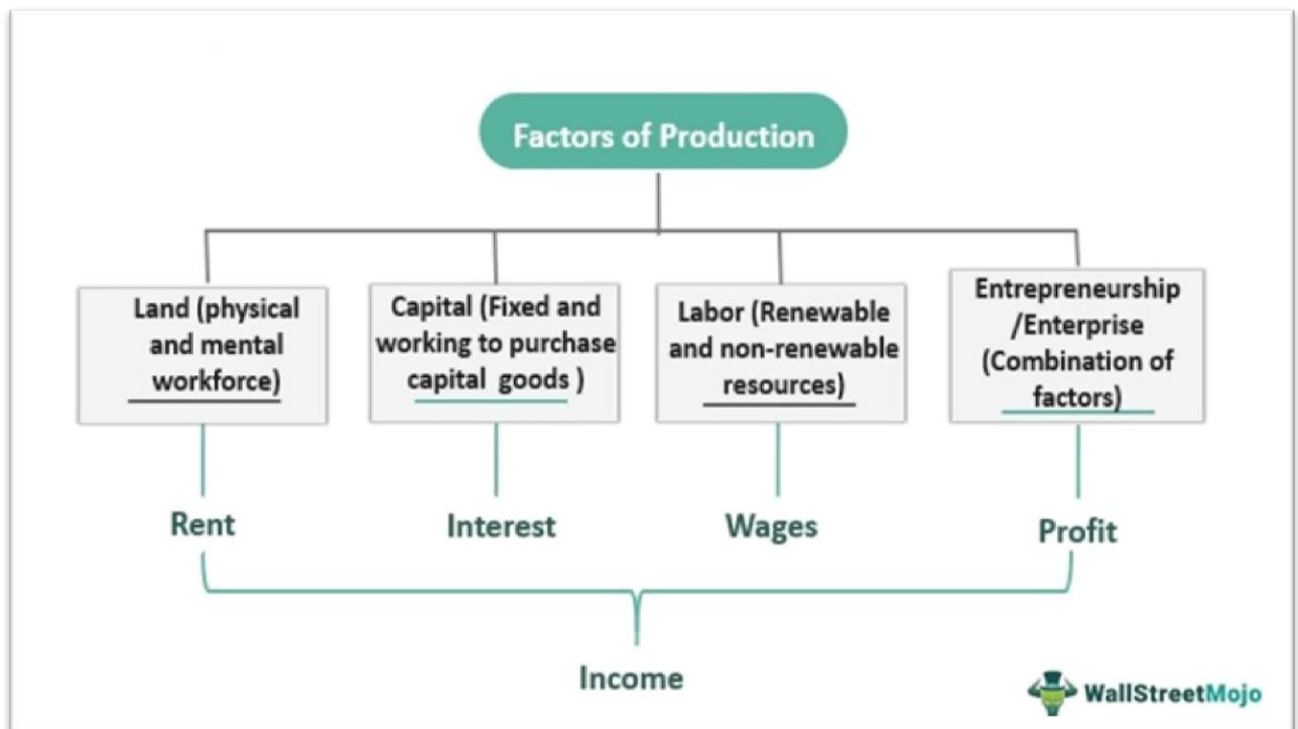 Factors of Production
Land (physical
and mental
workforce)
Capital (Fixed and
working to purchase
capital goods )
Labor (Renewable
and non-renewable
resources)
Entrepreneurship
/Enterprise
(Combination of
factors)
Rent
Interest
Wages
Profit
Income
WallStreetMojo